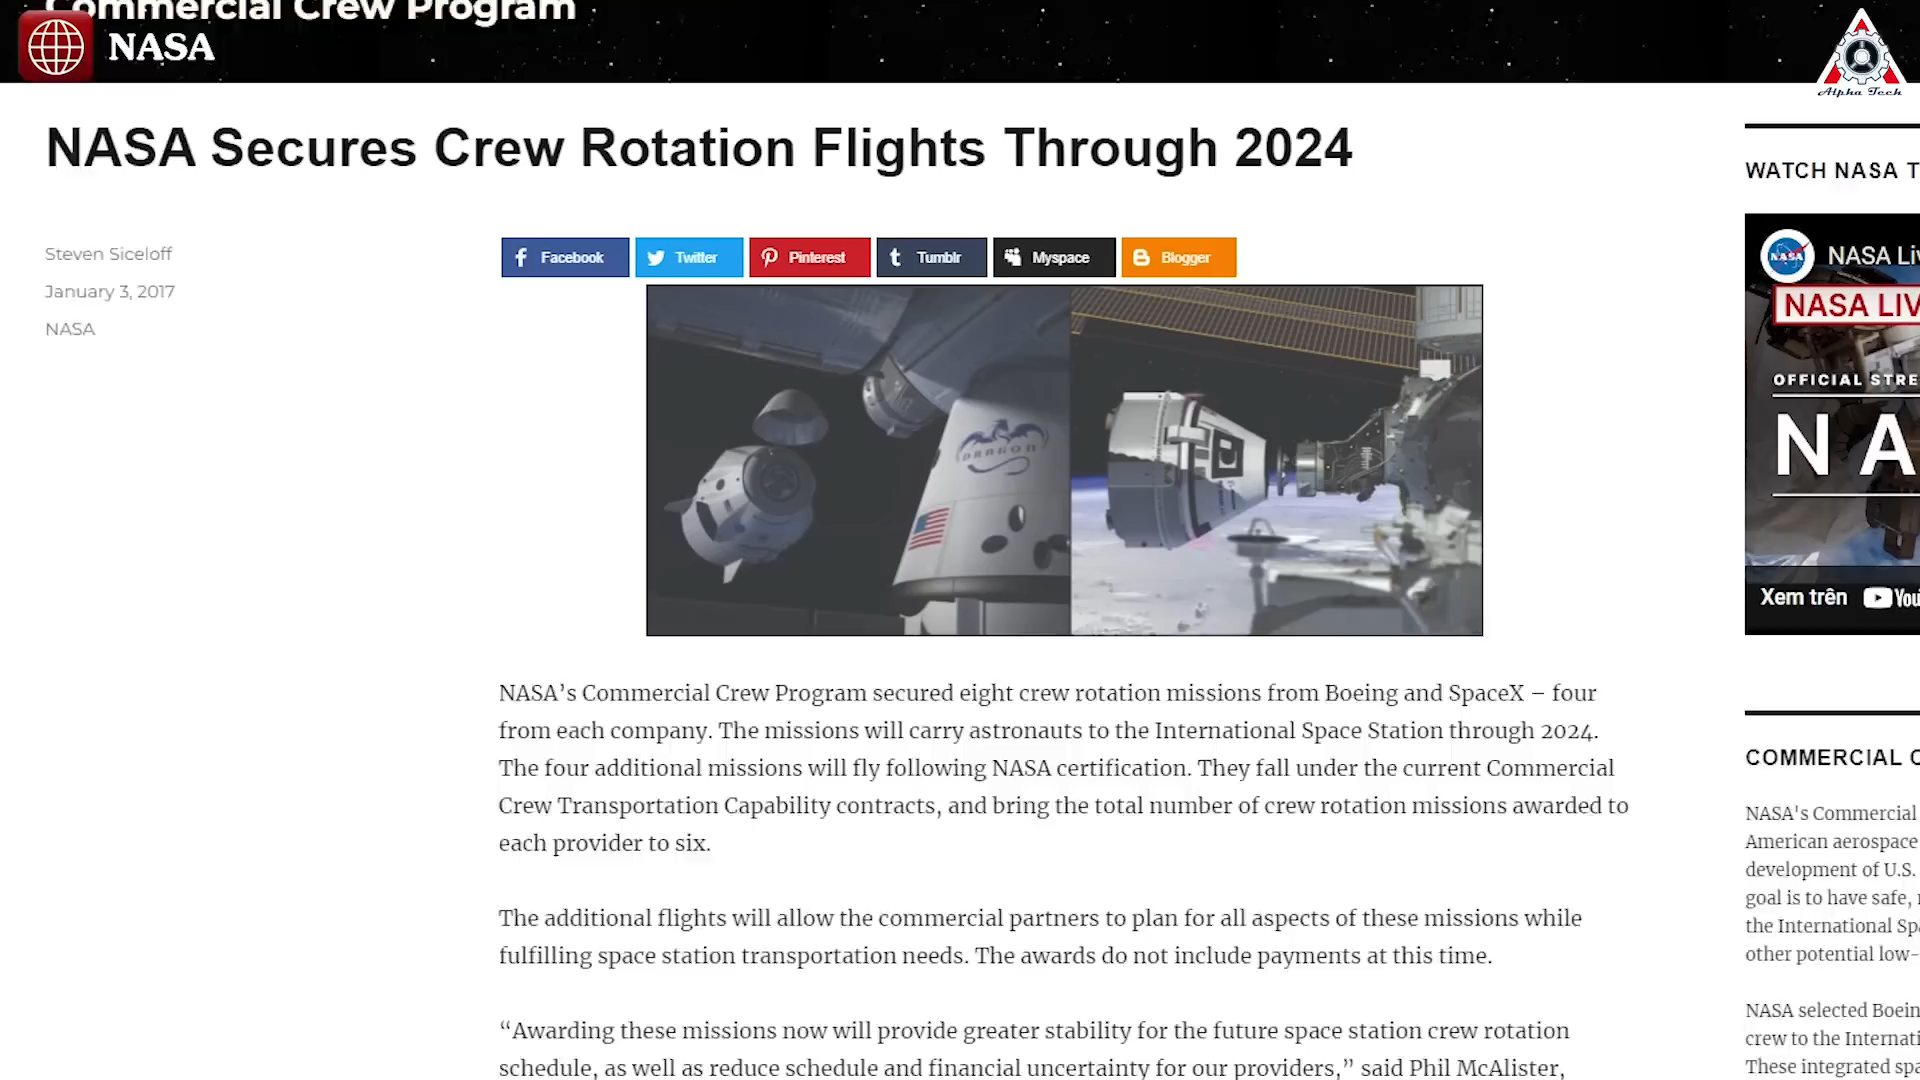 Commercial Crew Program
NASA
Alpha Tech
NASA Secures Crew Rotation Flights Through 2024
WATCH NASA T
Steven Siceloff
January 3, 2017
NASA
Facebook
Twitter
Pinterest
Tumblr
Myspace
Blogger
DRAGON
NASA
NASA Liv
NASA LIV
OFFICIAL STRE
N A
Xem trên
You
NASA’s Commercial Crew Program secured eight crew rotation missions from Boeing and SpaceX – four
from each company. The missions will carry astronauts to the International Space Station through 2024.
The four additional missions will fly following NASA certification. They fall under the current Commercial
Crew Transportation Capability contracts, and bring the total number of crew rotation missions awarded to
each provider to six.
The additional flights will allow the commercial partners to plan for all aspects of these missions while
fulfilling space station transportation needs. The awards do not include payments at this time.
“Awarding these missions now will provide greater stability for the future space station crew rotation
schedule, as well as reduce schedule and financial uncertainty for our providers,” said Phil McAlister,
COMMERCIAL C
NASA's Commercial
American aerospace
development of U.S.
goal is to have safe, r
the International Spa
other potential low-
NASA selected Boein
crew to the Internati
These integrated spa